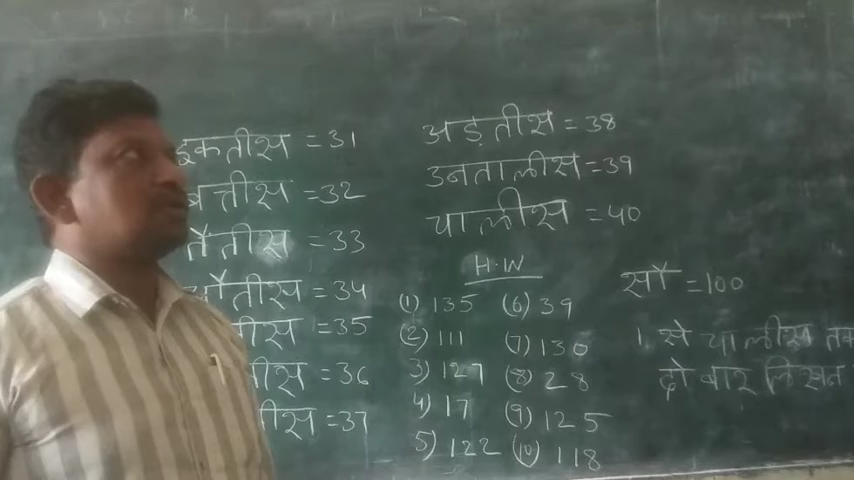 इकतीस = 31
बत्तीस = 32
तैंतीस = 33
चौंतीस = 34
तीस = 35
तीस = 36
तीस = 37
अड़तीस = 38
उनतालीस = 39
चालीस = 40
H.W
(1) 135 (6) 39
(2) 111 (7) 130
3) 127 (8) 28
4) 17 (9) 125
5) 122 (10) 118
सौ = 100
1. से चालीस तक
दो बार लिखन